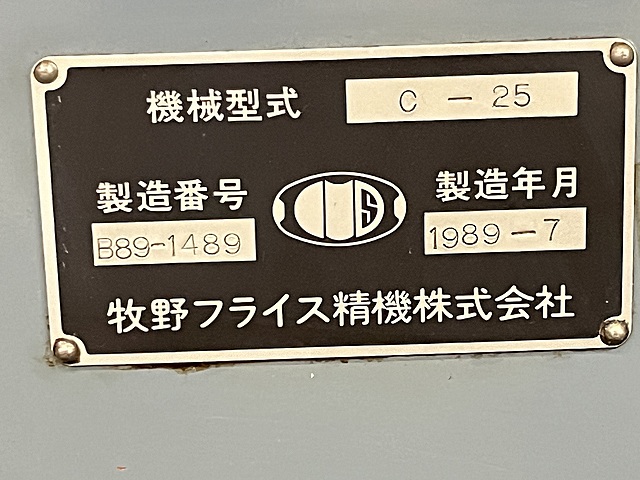 機械型式 C - 25
製造番号 製造年月
B89-1489 1989-7
牧野フライス精機株式会社